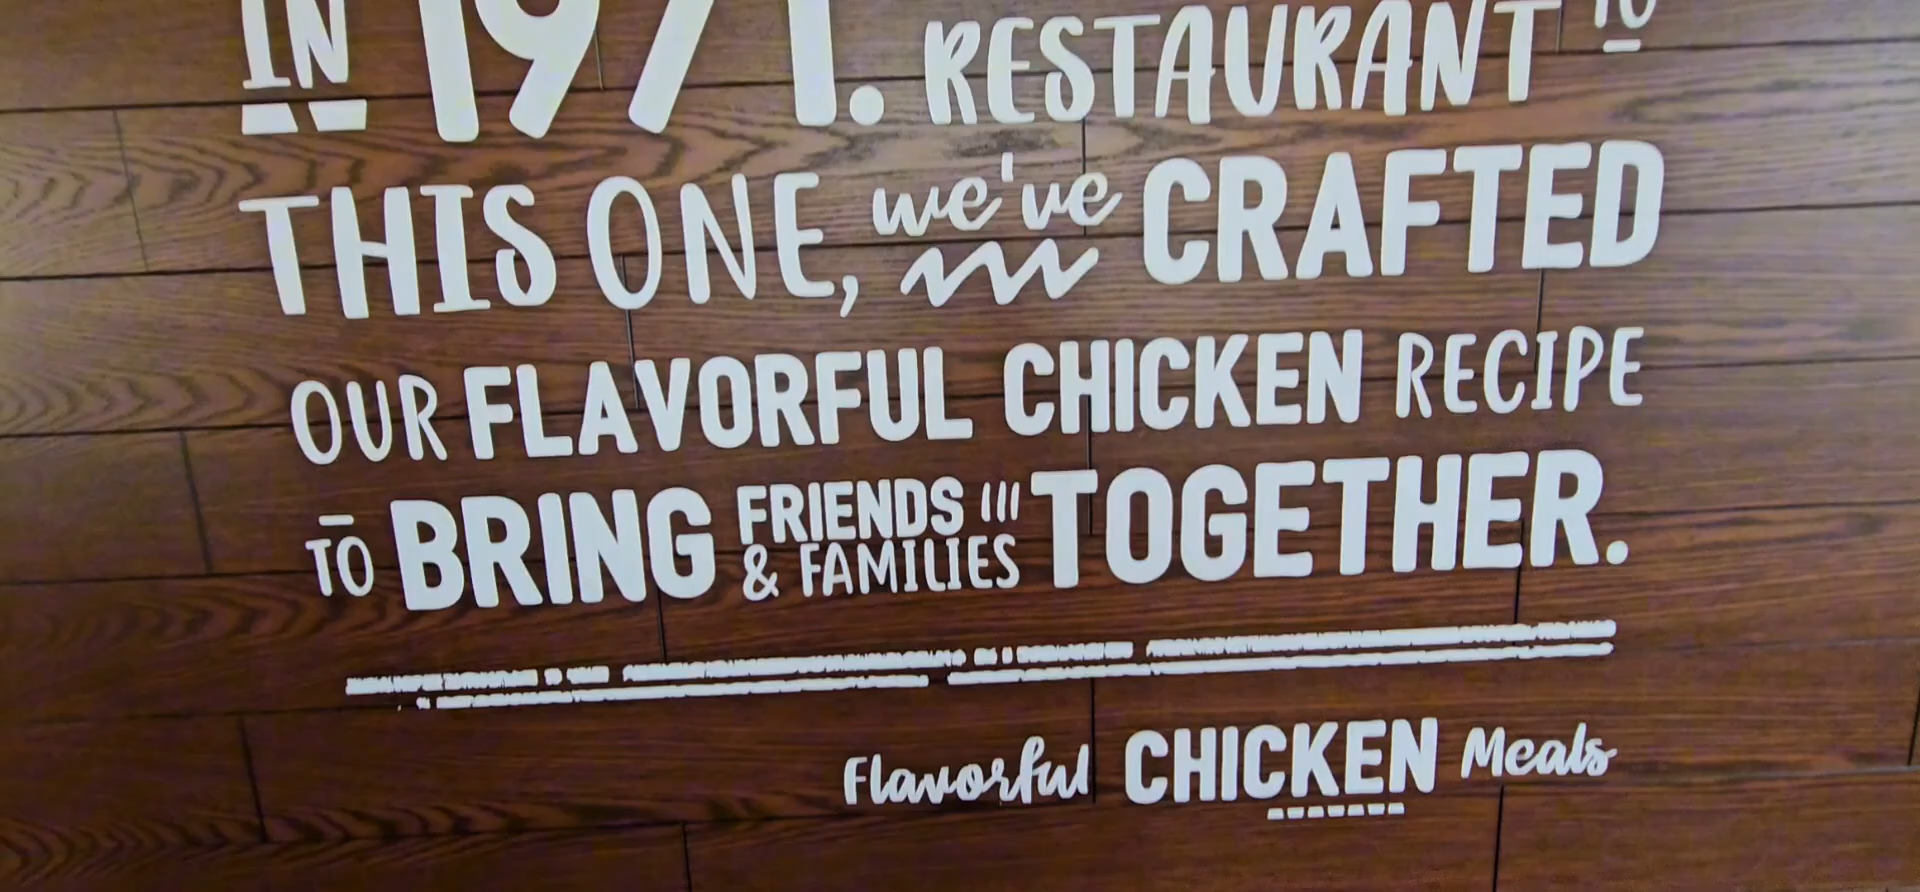 IN 1971. RESTAURANT TO
THIS ONE, we've CRAFTED
OUR FLAVORFUL CHICKEN RECIPE
TO BRING FRIENDS & FAMILIES TOGETHER.
Flavorful CHICKEN Meals